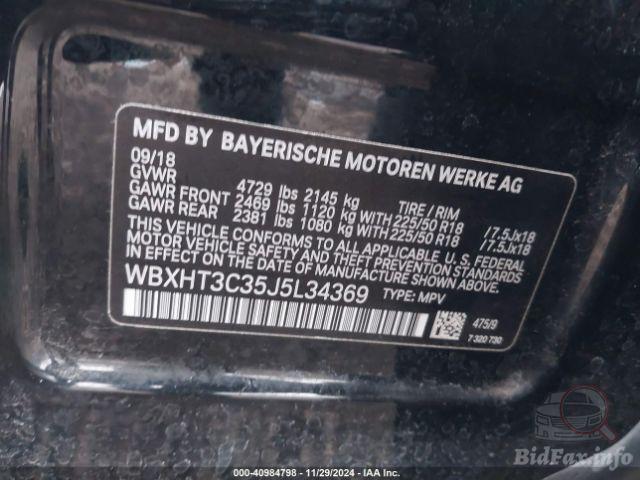 MFD BY BAYERISCHE MOTOREN WERKE AG
09/18
GVWR 4729 lbs 2145 kg TIRE / RIM
GAWR FRONT 2469 lbs 1120 kg WITH 225/50 R18 /7.5Jx18
GAWR REAR 2381 lbs 1080 kg WITH 225/50 R18 /7.5Jx18
THIS VEHICLE CONFORMS TO ALL APPLICABLE U.S. FEDERAL
MOTOR VEHICLE SAFETY AND THEFT PREVENTION STANDARDS
IN EFFECT ON THE DATE OF MANUFACTURE SHOWN ABOVE.
WBXHT3C35J5L34369 TYPE: MPV
475/9
7 320 730
BidFax.info
000-40984798 - 11/29/2024 - IAA Inc.